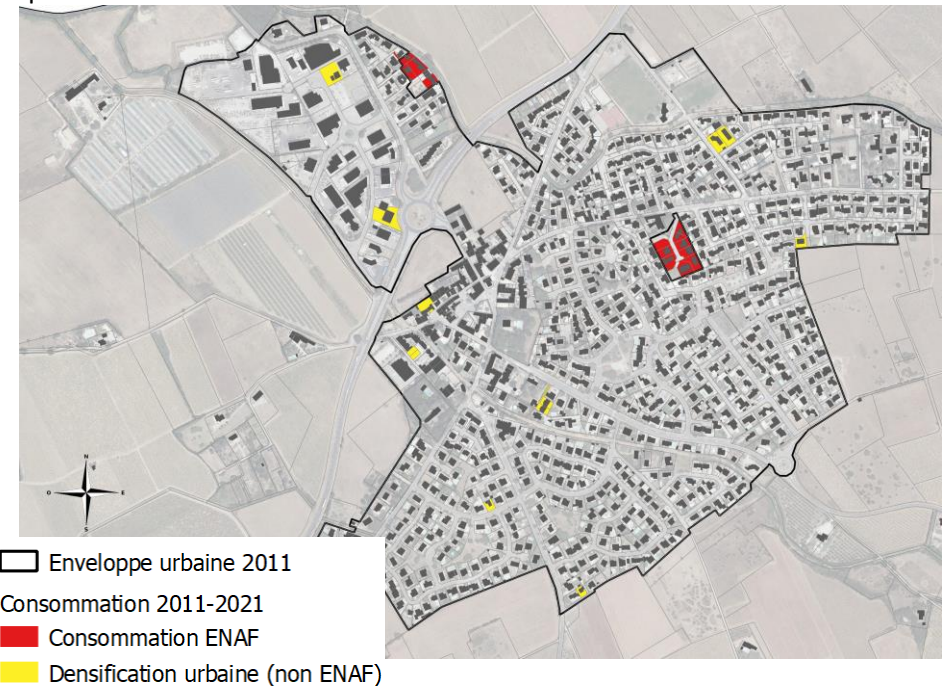 N
O E
S
Enveloppe urbaine 2011
Consommation 2011-2021
Consommation ENAF
Densification urbaine (non ENAF)